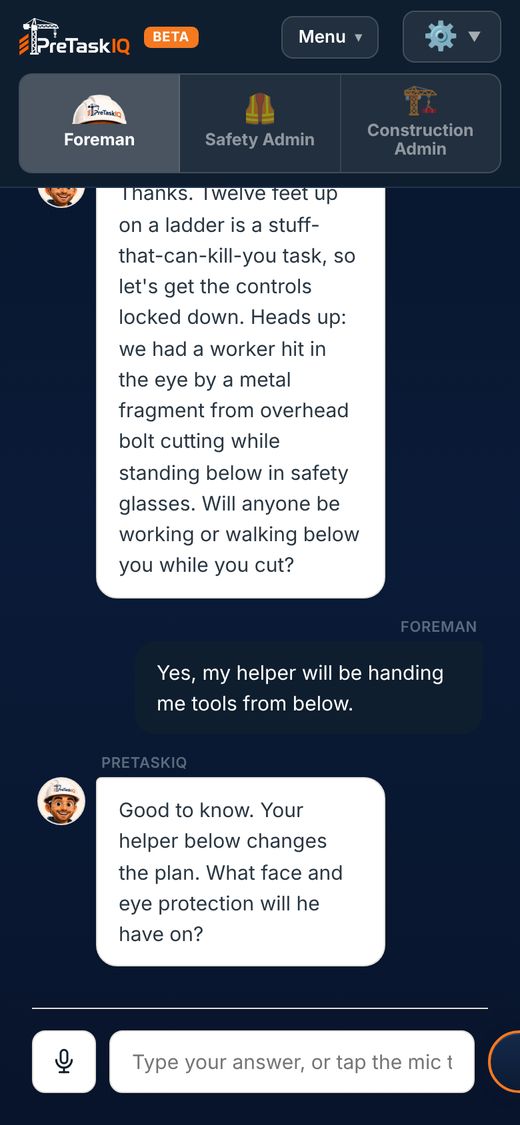 PreTaskIQ BETA
Menu ▾
Foreman
Safety Admin
Construction
Admin
Thanks. Twelve feet up
on a ladder is a stuff-
that-can-kill-you task, so
let's get the controls
locked down. Heads up:
we had a worker hit in
the eye by a metal
fragment from overhead
bolt cutting while
standing below in safety
glasses. Will anyone be
working or walking below
you while you cut?
FOREMAN
Yes, my helper will be handing
me tools from below.
PRETASKIQ
Good to know. Your
helper below changes
the plan. What face and
eye protection will he
have on?
Type your answer, or tap the mic t